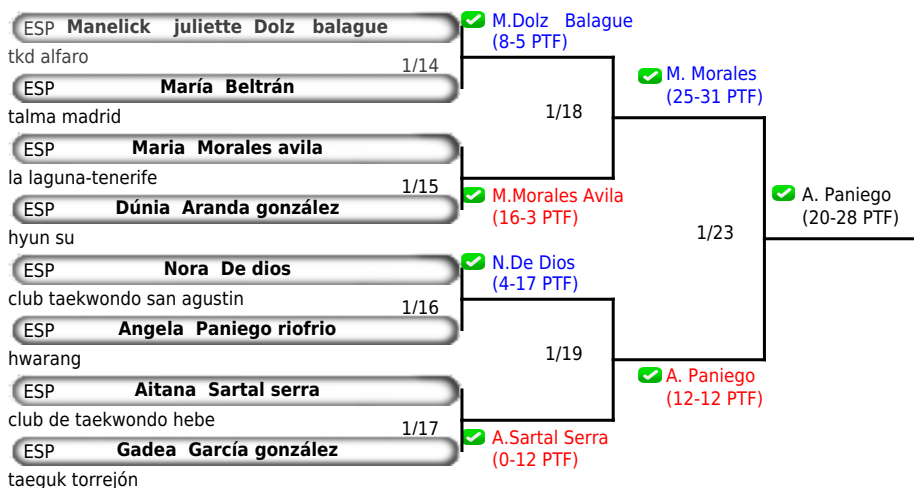 ESP Manelick juliette Dolz balague
tkd alfaro
1/14
ESP María Beltrán
talma madrid
M.Dolz Balague
(8-5 PTF)
1/18
ESP Maria Morales avila
la laguna-tenerife
1/15
ESP Dúnia Aranda gonzález
hyun su
M.Morales Avila
(16-3 PTF)
M. Morales
(25-31 PTF)
1/23
A. Paniego
(20-28 PTF)
ESP Nora De dios
club taekwondo san agustin
1/16
ESP Angela Paniego riofrio
hwarang
N.De Dios
(4-17 PTF)
1/19
ESP Aitana Sartal serra
club de taekwondo hebe
1/17
ESP Gadea García gonzález
taeguk torrejón
A.Sartal Serra
(0-12 PTF)
A. Paniego
(12-12 PTF)